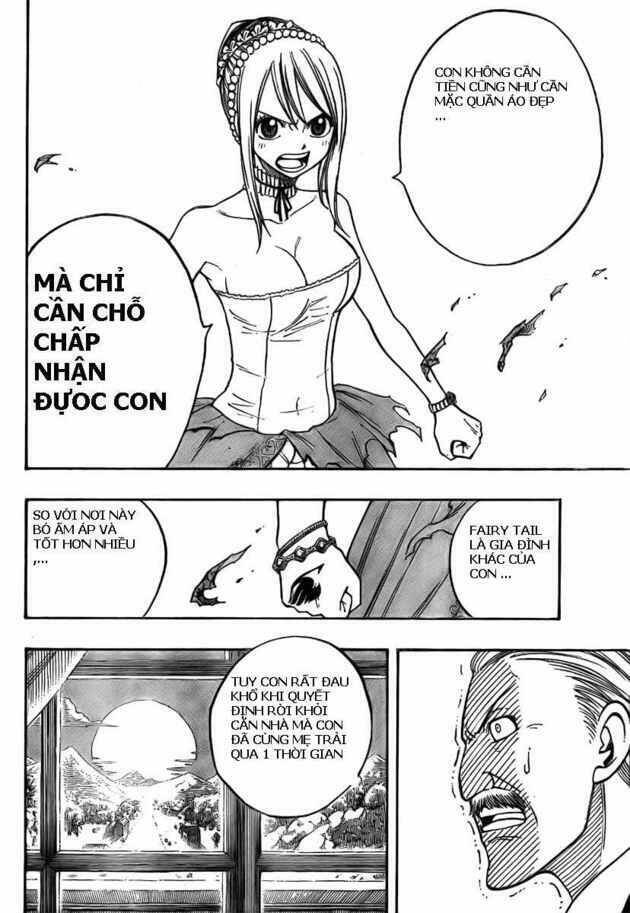 CON KHÔNG CẦN
TIỀN CŨNG NHƯ CẦN
MẶC QUẦN ÁO ĐẸP
...
MÀ CHỈ
CẦN CHỖ
CHẤP
NHẬN
ĐỰOC CON
FAIRY TAIL
LÀ GIA ĐÌNH
KHÁC CỦA
CON ...
SO VỚI NƠI NÀY
BÓ ẤM ÁP VÀ
TỐT HƠN NHIỀU
,...
TUY CON RẤT ĐAU
KHỔ KHI QUYẾT
ĐỊNH RỜI KHỎI
CĂN NHÀ MÀ CON
ĐÃ CÙNG MẸ TRẢI
QUA 1 THỜI GIAN